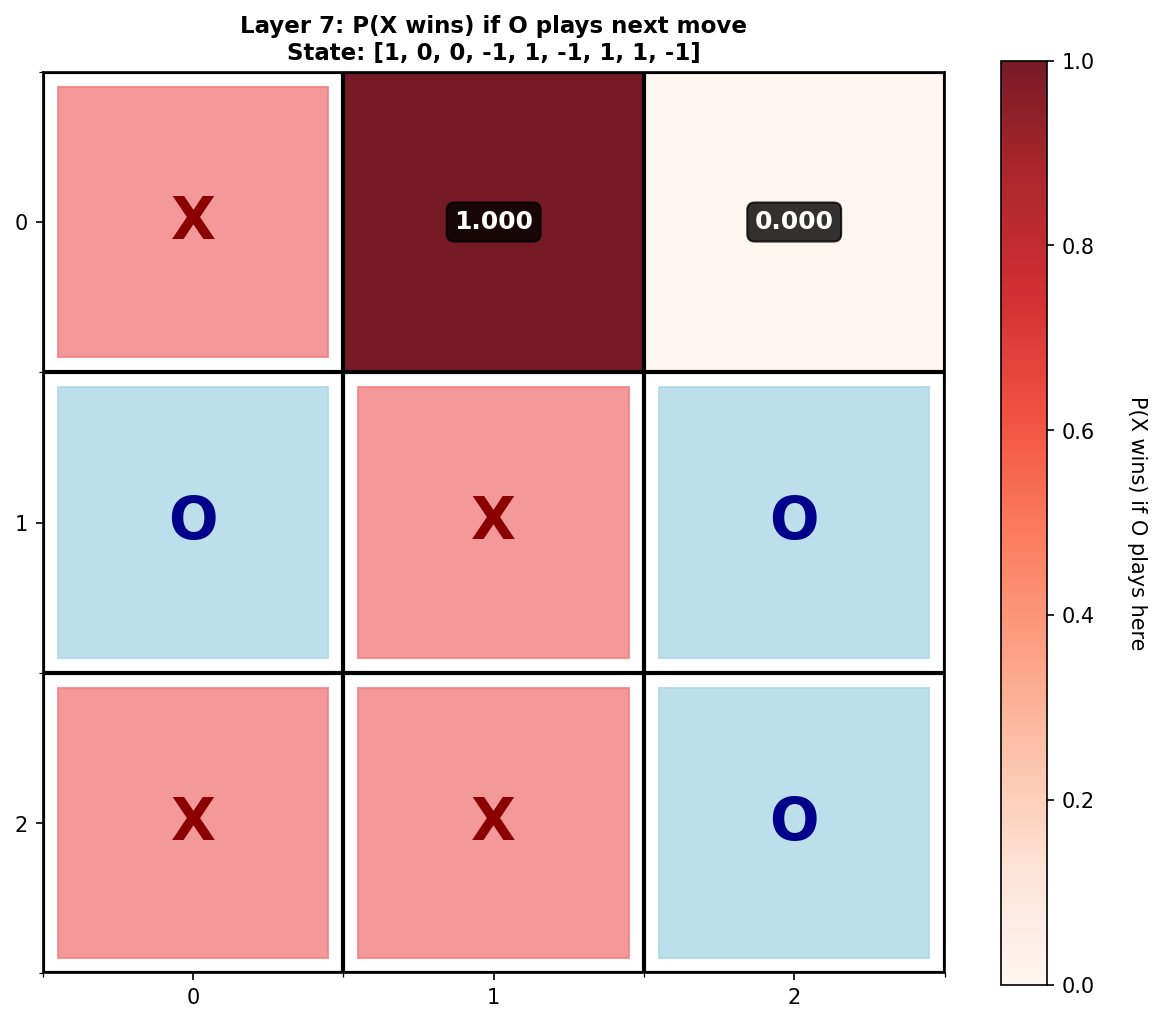 Layer 7: P(X wins) if O plays next move
State: [1, 0, 0, -1, 1, -1, 1, 1, -1]
0
X
1.000
0.000
1
O
X
O
2
X
X
O
0
1
2
1.0
0.8
0.6
0.4
0.2
0.0
P(X wins) if O plays here